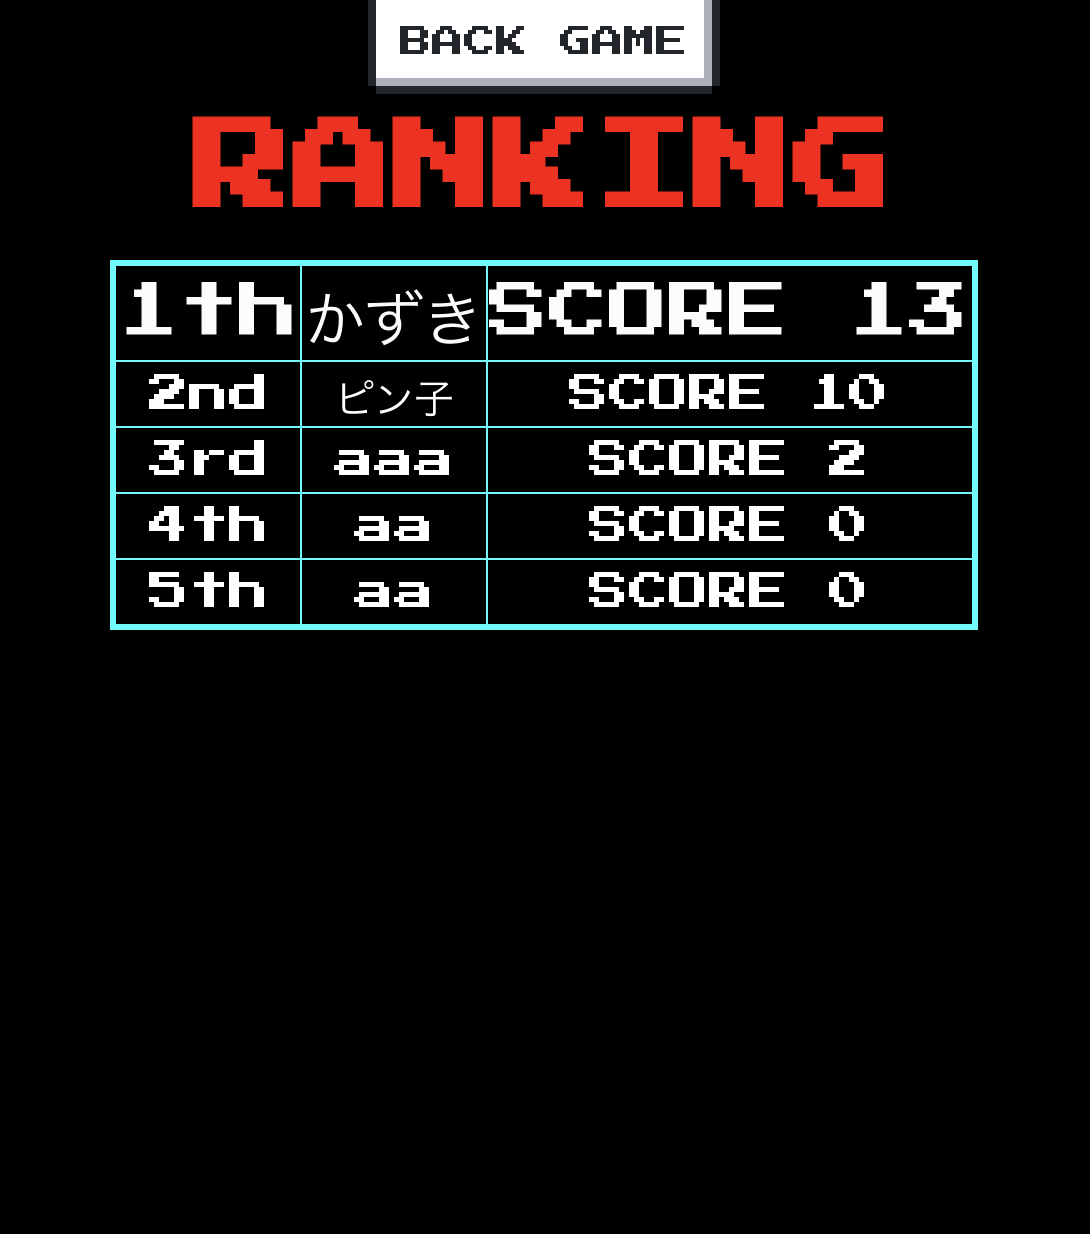 BACK GAME
RANKING
1th かずき SCORE 13
2nd ピン子 SCORE 10
3rd aaa SCORE 2
4th aa SCORE 0
5th aa SCORE 0